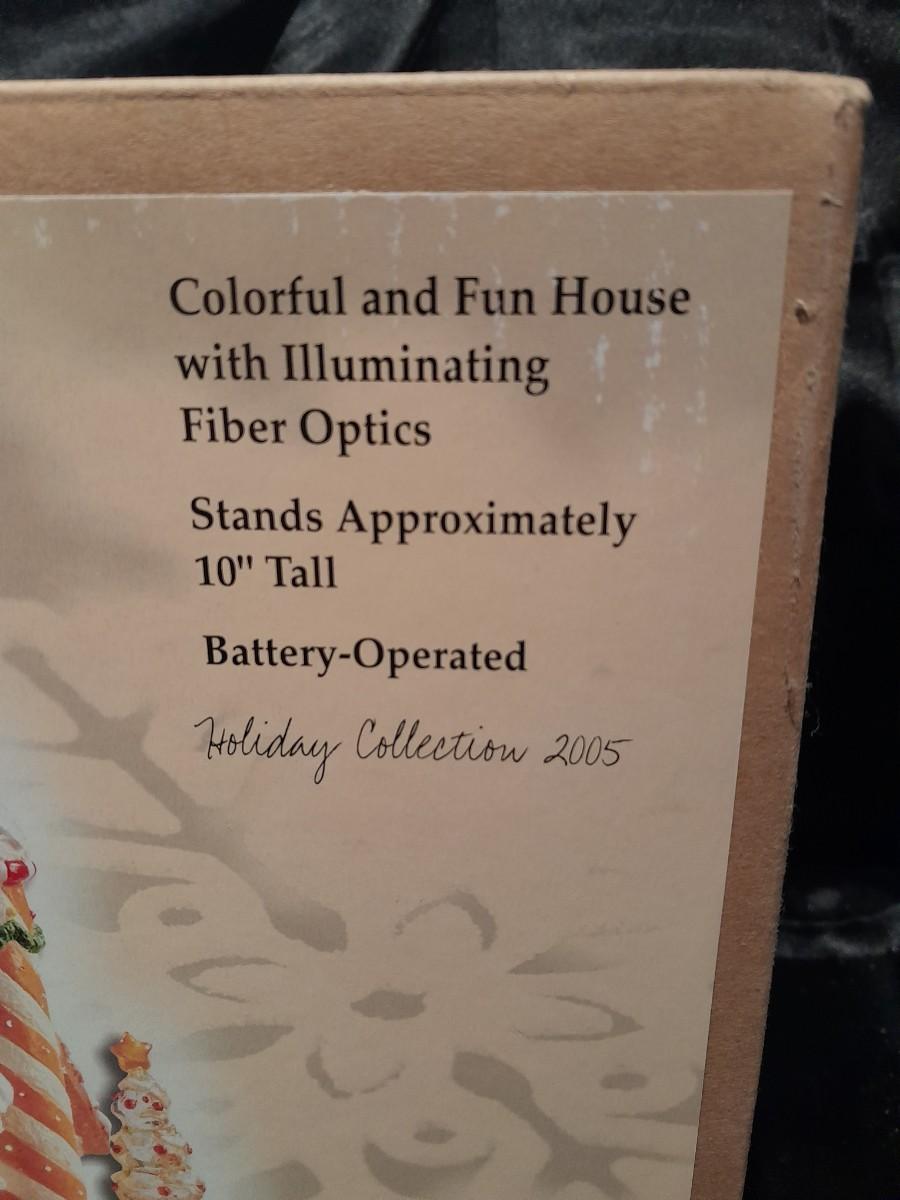 Colorful and Fun House
with Illuminating
Fiber Optics
Stands Approximately
10" Tall
Battery-Operated
Holiday Collection 2005